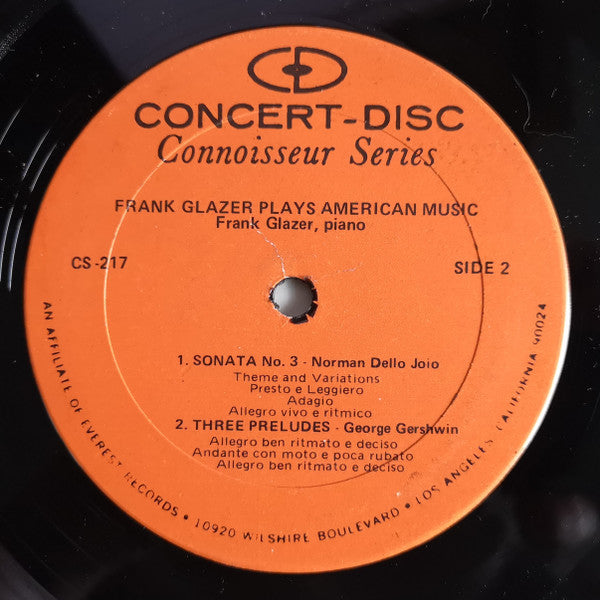 CD
CONCERT-DISC
Connoisseur Series
FRANK GLAZER PLAYS AMERICAN MUSIC
Frank Glazer, piano
CS-217
SIDE 2
1. SONATA No. 3 - Norman Dello Joio
Theme and Variations
Presto e Leggiero
Adagio
Allegro vivo e ritmico
2. THREE PRELUDES - George Gershwin
Allegro ben ritmato e deciso
Andante con moto e poca rubato
Allegro ben ritmato e deciso
AN AFFILIATE OF EVEREST RECORDS • 10920 WILSHIRE BOULEVARD • LOS ANGELES, CALIFORNIA 90024